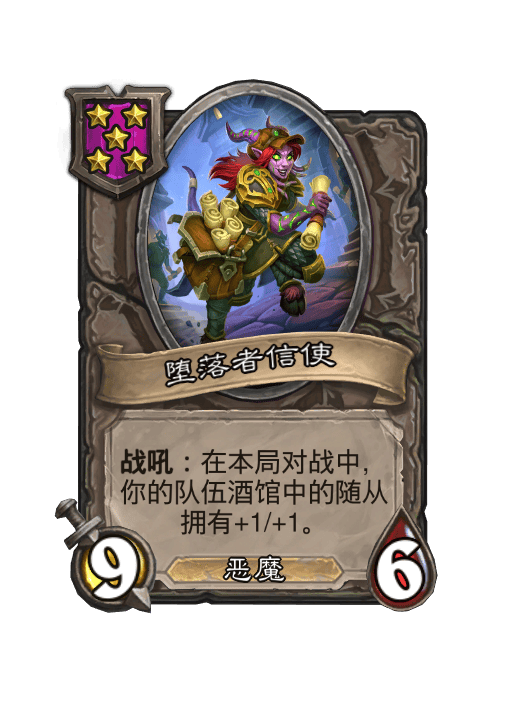 堕落者信使
战吼：在本局对战中，
你的队伍酒馆中的随从
拥有+1/+1。
9
恶魔
6